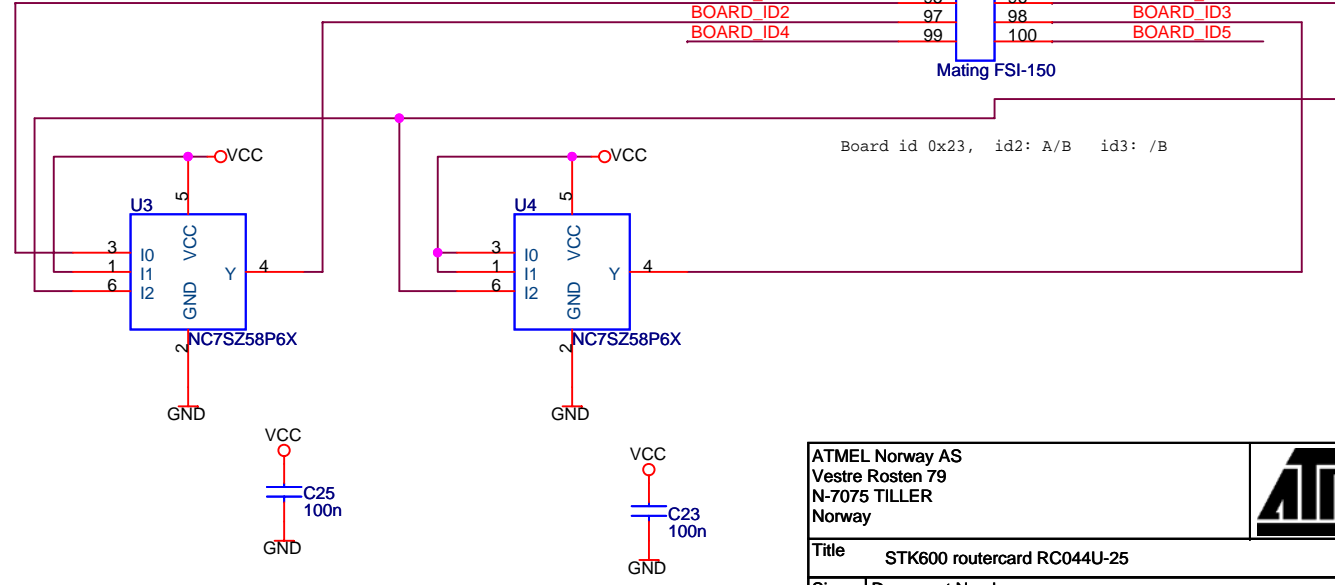 BOARD_ID2 97 98 BOARD_ID3
BOARD_ID4 99 100 BOARD_ID5
Mating FSI-150
Board id 0x23, id2: A/B id3: /B
VCC
VCC
U3
5
VCC
3 I0
1 I1
6 I2
Y 4
GND
2
NC7SZ58P6X
GND
U4
5
VCC
3 I0
1 I1
6 I2
Y 4
GND
2
NC7SZ58P6X
GND
VCC
C25
100n
GND
VCC
C23
100n
GND
ATMEL Norway AS
Vestre Rosten 79
N-7075 TILLER
Norway
Title STK600 routercard RC044U-25